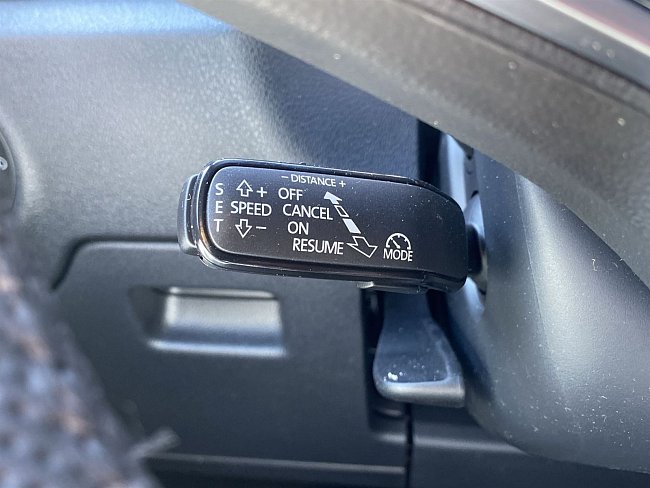 - DISTANCE +
S + OFF
E SPEED CANCEL
T - ON
RESUME
MODE